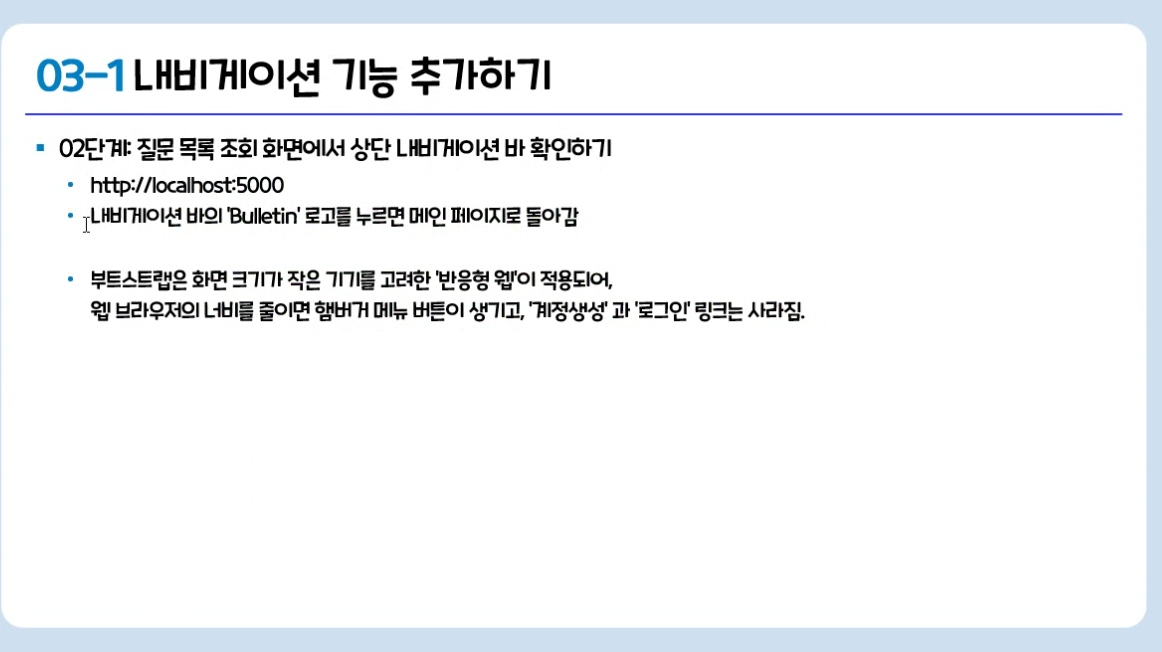 03-1 내비게이션 기능 추가하기
02단계: 질문 목록 조회 화면에서 상단 내비게이션 바 확인하기
http://localhost:5000
내비게이션 바의 'Bulletin' 로고를 누르면 메인 페이지로 돌아감
부트스트랩은 화면 크기가 작은 기기를 고려한 '반응형 웹'이 적용되어,
웹 브라우저의 너비를 줄이면 햄버거 메뉴 버튼이 생기고, '계정생성' 과 '로그인' 링크는 사라짐.